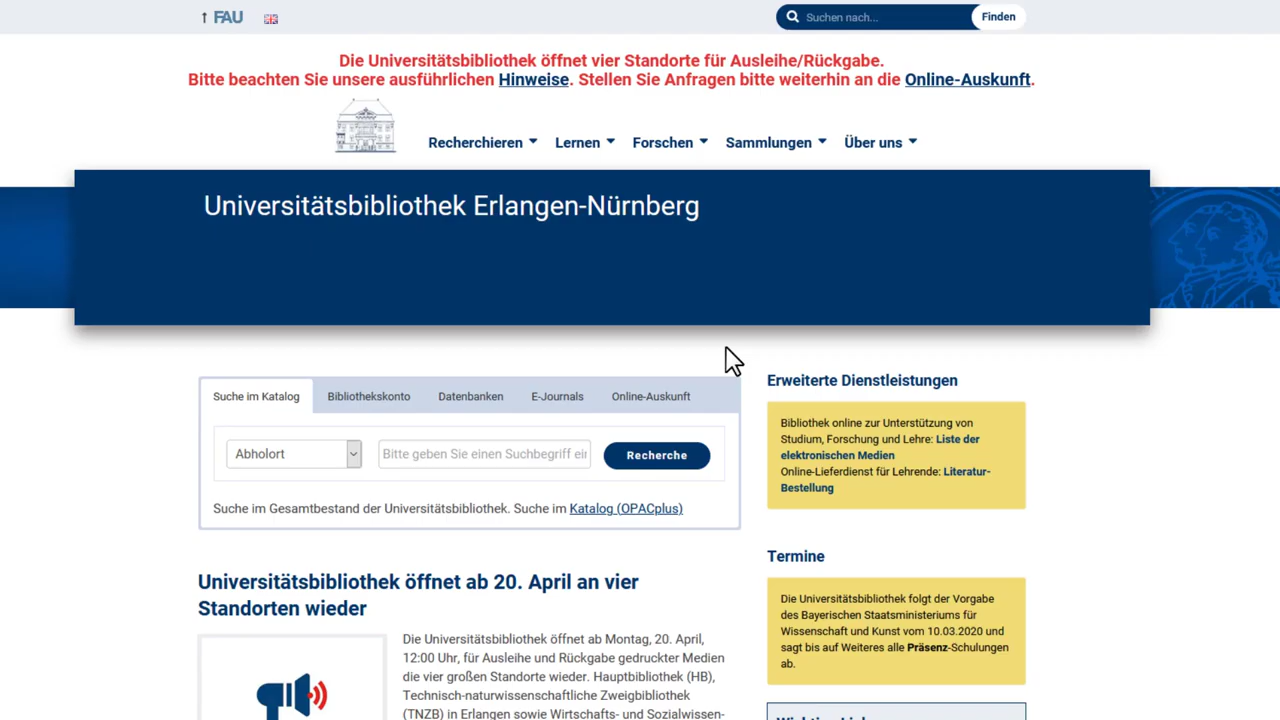 ↑ FAU
Suchen nach...
Finden
Die Universitätsbibliothek öffnet vier Standorte für Ausleihe/Rückgabe.
Bitte beachten Sie unsere ausführlichen Hinweise. Stellen Sie Anfragen bitte weiterhin an die Online-Auskunft.
Recherchieren Lernen Forschen Sammlungen Über uns
Universitätsbibliothek Erlangen-Nürnberg
Suche im Katalog Bibliothekskonto Datenbanken E-Journals Online-Auskunft
Abholort
Bitte geben Sie einen Suchbegriff ein
Recherche
Suche im Gesamtbestand der Universitätsbibliothek. Suche im Katalog (OPACplus)
Universitätsbibliothek öffnet ab 20. April an vier
Standorten wieder
Die Universitätsbibliothek öffnet ab Montag, 20. April,
12:00 Uhr, für Ausleihe und Rückgabe gedruckter Medien
die vier großen Standorte wieder. Hauptbibliothek (HB),
Technisch-naturwissenschaftliche Zweigbibliothek
(TNZB) in Erlangen sowie Wirtschafts- und Sozialwissen-
Erweiterte Dienstleistungen
Bibliothek online zur Unterstützung von
Studium, Forschung und Lehre: Liste der
elektronischen Medien
Online-Lieferdienst für Lehrende: Literatur-
Bestellung
Termine
Die Universitätsbibliothek folgt der Vorgabe
des Bayerischen Staatsministeriums für
Wissenschaft und Kunst vom 10.03.2020 und
sagt bis auf Weiteres alle Präsenz-Schulungen
ab.